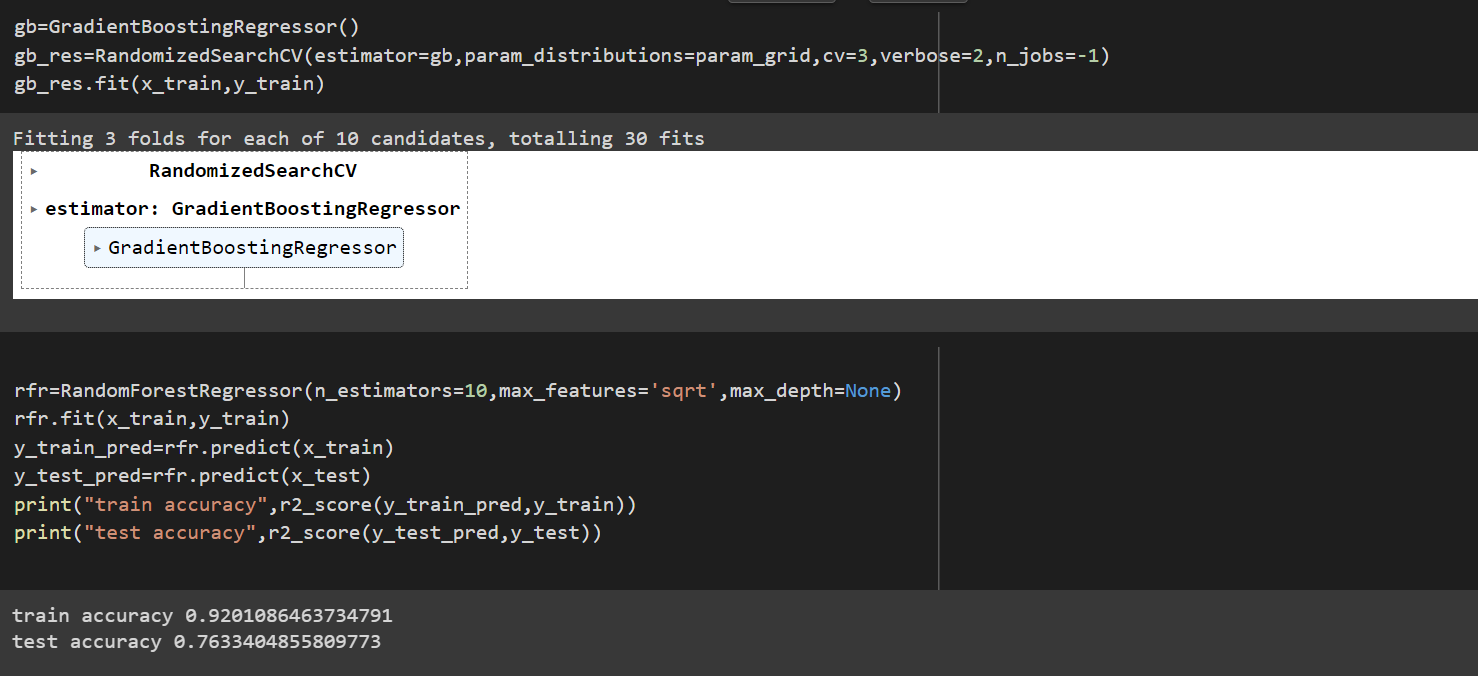 gb=GradientBoostingRegressor()
gb_res=RandomizedSearchCV(estimator=gb,param_distributions=param_grid,cv=3,verbose=2,n_jobs=-1)
gb_res.fit(x_train,y_train)
Fitting 3 folds for each of 10 candidates, totalling 30 fits
RandomizedSearchCV
estimator: GradientBoostingRegressor
GradientBoostingRegressor
rfr=RandomForestRegressor(n_estimators=10,max_features='sqrt',max_depth=None)
rfr.fit(x_train,y_train)
y_train_pred=rfr.predict(x_train)
y_test_pred=rfr.predict(x_test)
print("train accuracy",r2_score(y_train_pred,y_train))
print("test accuracy",r2_score(y_test_pred,y_test))
train accuracy 0.9201086463734791
test accuracy 0.7633404855809773